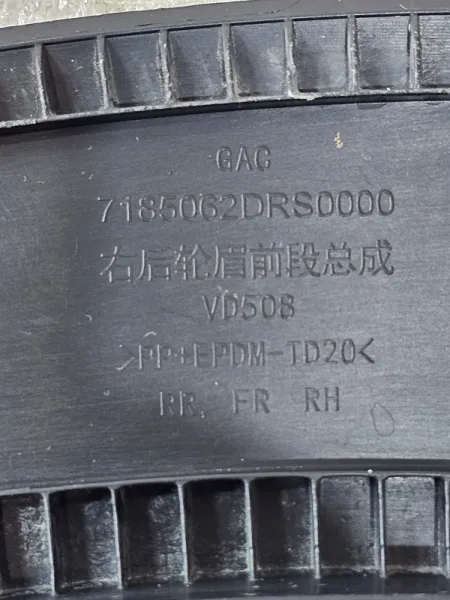 GAC
7185062DRS0000
右后轮眉前段总成
VD508
>PP+EPDM-TD20<
RR, FR RH